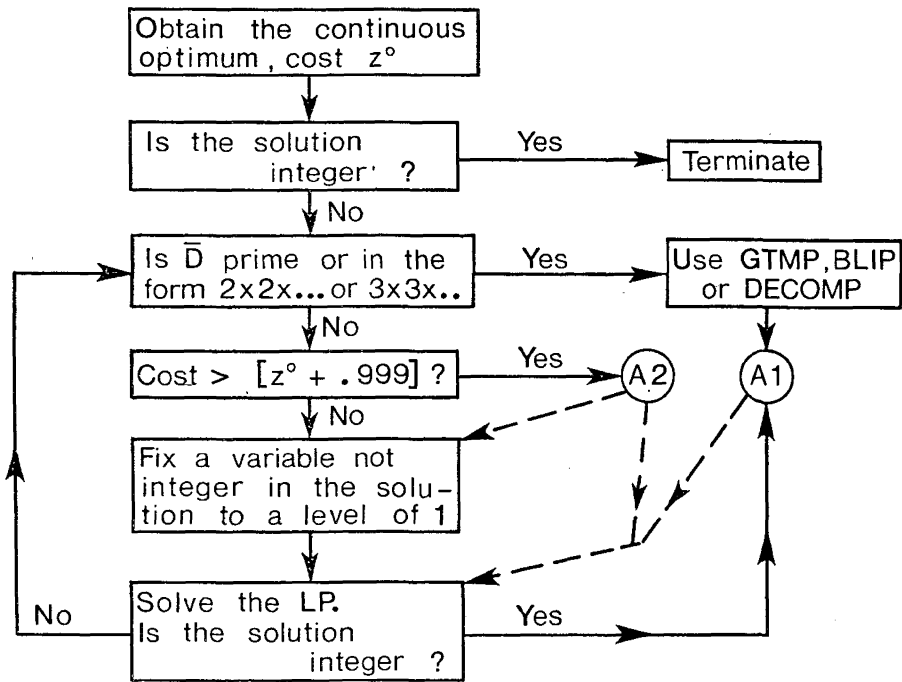 Obtain the continuous
optimum, cost z°
Is the solution
integer ?
Yes
Terminate
No
Is D̅ prime or in the
form 2x2x... or 3x3x..
Yes
Use GTMP, BLIP
or DECOMP
No
Cost > [z° + .999] ?
Yes
A2
A1
No
Fix a variable not
integer in the solu-
tion to a level of 1
Solve the LP.
Is the solution
integer ?
No
Yes